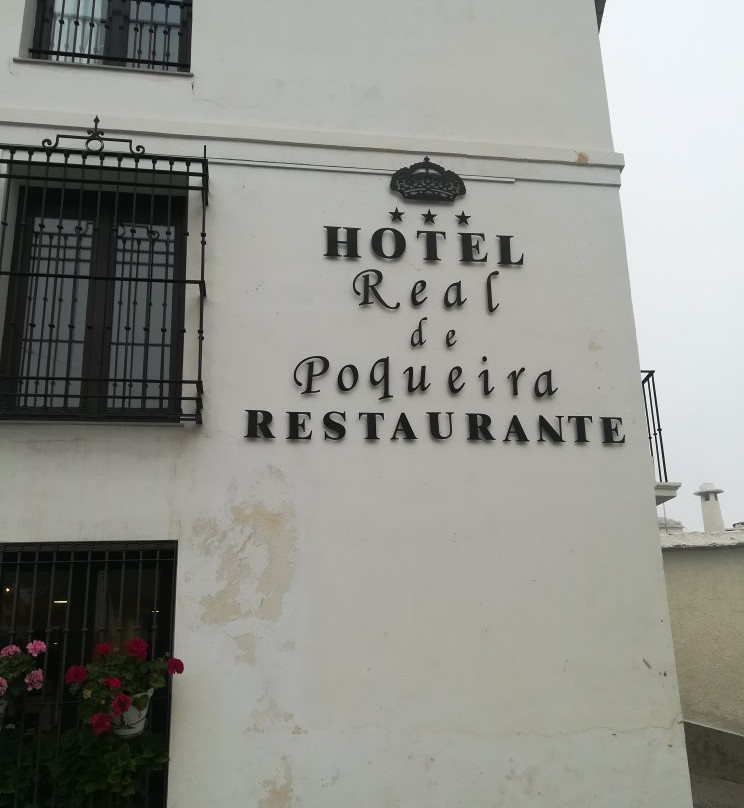 HOTEL
Real
de
Poqueira
RESTAURANTE